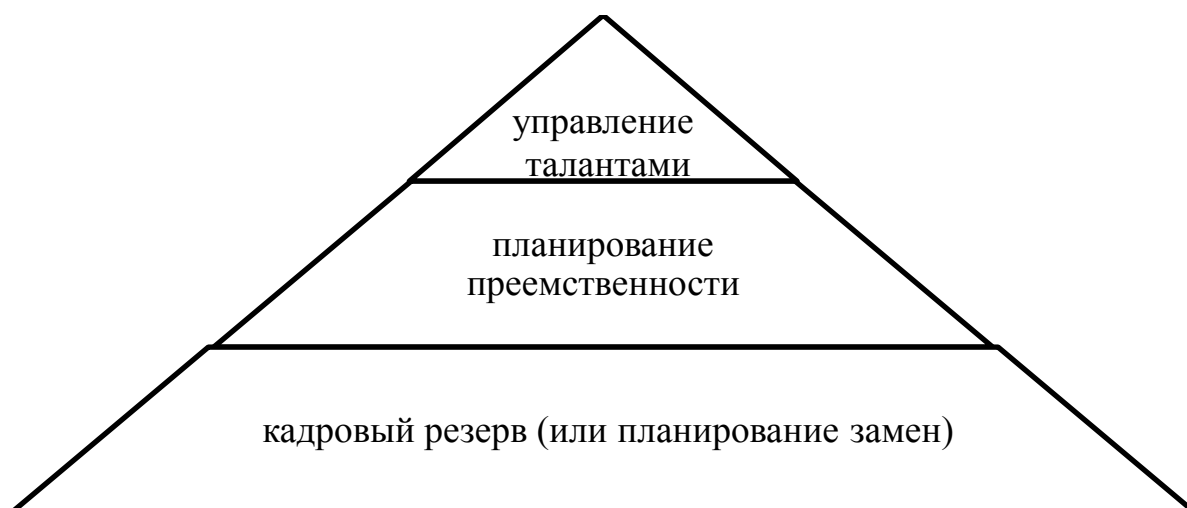 управление
талантами
планирование
преемственности
кадровый резерв (или планирование замен)